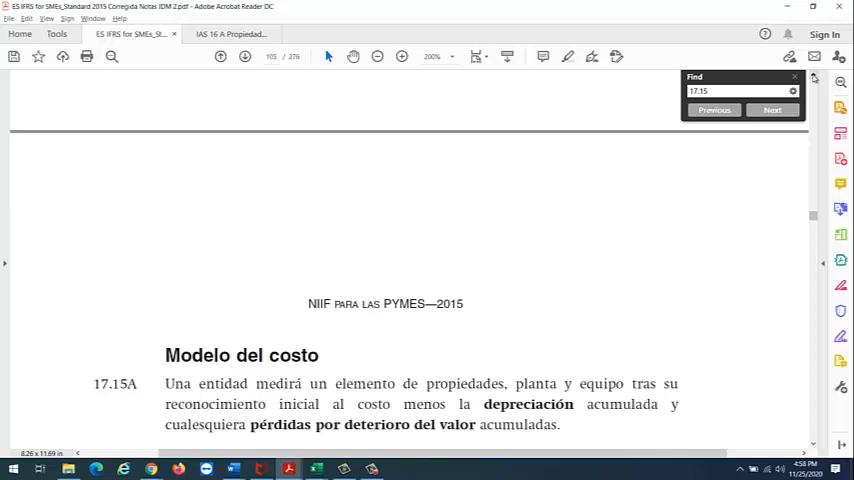 ES IFRS for SMEs_Standard 2015 Corregida Notas IDM 2.pdf - Adobe Acrobat Reader DC
File Edit View Sign Window Help
Home Tools ES IFRS for SMEs_St... × IAS 16 A Propiedad... Sign In
105 / 276 200%
Find
17.15
Previous Next
NIIF PARA LAS PYMES—2015
Modelo del costo
17.15A Una entidad medirá un elemento de propiedades, planta y equipo tras su
reconocimiento inicial al costo menos la depreciación acumulada y
cualesquiera pérdidas por deterioro del valor acumuladas.
8.26 x 11.69 in
4:58 PM
11/25/2020